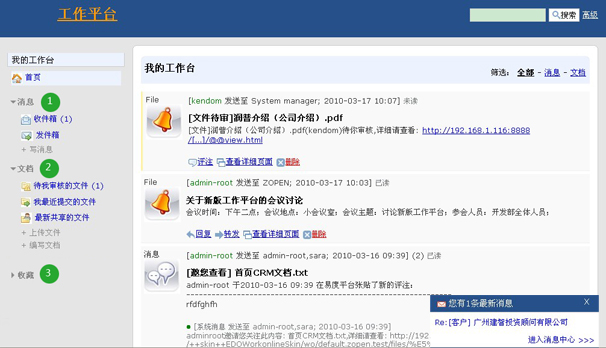 工作平台
搜索 高级
我的工作台
首页
消息 1
收件箱 (1)
发件箱
+ 写消息
文档 2
待我审核的文件 (1)
我最近提交的文件
最新共享的文件
+ 上传文件
+ 编写文档
收藏 3
我的工作台
筛选: 全部 - 消息 - 文档
File
[kendom 发送至 System manager; 2010-03-17 10:07] 未读
[文件待审]润普介绍（公司介绍）.pdf
[文件]润普介绍（公司介绍）.pdf(kendom)待你审核,详细请查看: http://192.168.1.116:8888
/[...]/@@view.html
评注 查看详细页面 删除
File
[admin-root 发送至 ZOPEN; 2010-03-17 10:03] 已读
关于新版工作平台的会议讨论
会议时间: 下午二点; 会议地点: 小会议室; 会议主题: 讨论新版工作平台; 参会人员: 开发部全体人员;
回复 转发 查看详细页面 删除
消息
[admin-root 发送至 admin-root,sara; 2010-03-16 09:39] (2) 已读
[邀您查看] 首页CRM文档.txt
admin-root 于2010-03-16 09:39 在易度平台张贴了新的评注:
rfdfghfh
[系统消息 发送至 admin-root,sara; 2010-03-16 09:39]
adminroot邀请您关注此内容: 首页CRM文档.txt,详细请查看: http://192
/++skin++EDOWorkonlineSkin/wo/default.zopen.test/files/%E5%
您有1条最新消息 X
Re:[客户] 广州建智投资顾问有限公司
进入消息中心 >>>